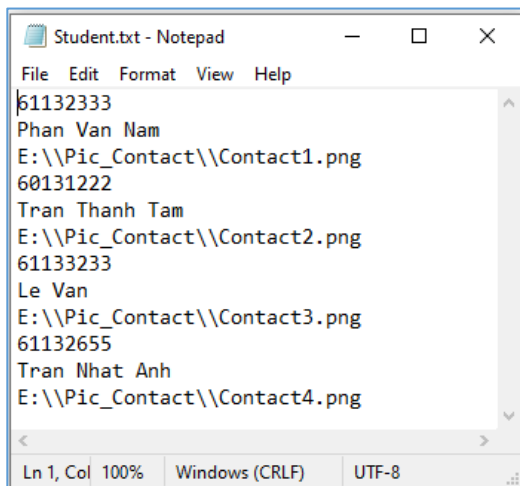 Student.txt - Notepad
File Edit Format View Help
61132333
Phan Van Nam
E:\\Pic_Contact\\Contact1.png
60131222
Tran Thanh Tam
E:\\Pic_Contact\\Contact2.png
61133233
Le Van
E:\\Pic_Contact\\Contact3.png
61132655
Tran Nhat Anh
E:\\Pic_Contact\\Contact4.png
Ln 1, Col 100% Windows (CRLF) UTF-8